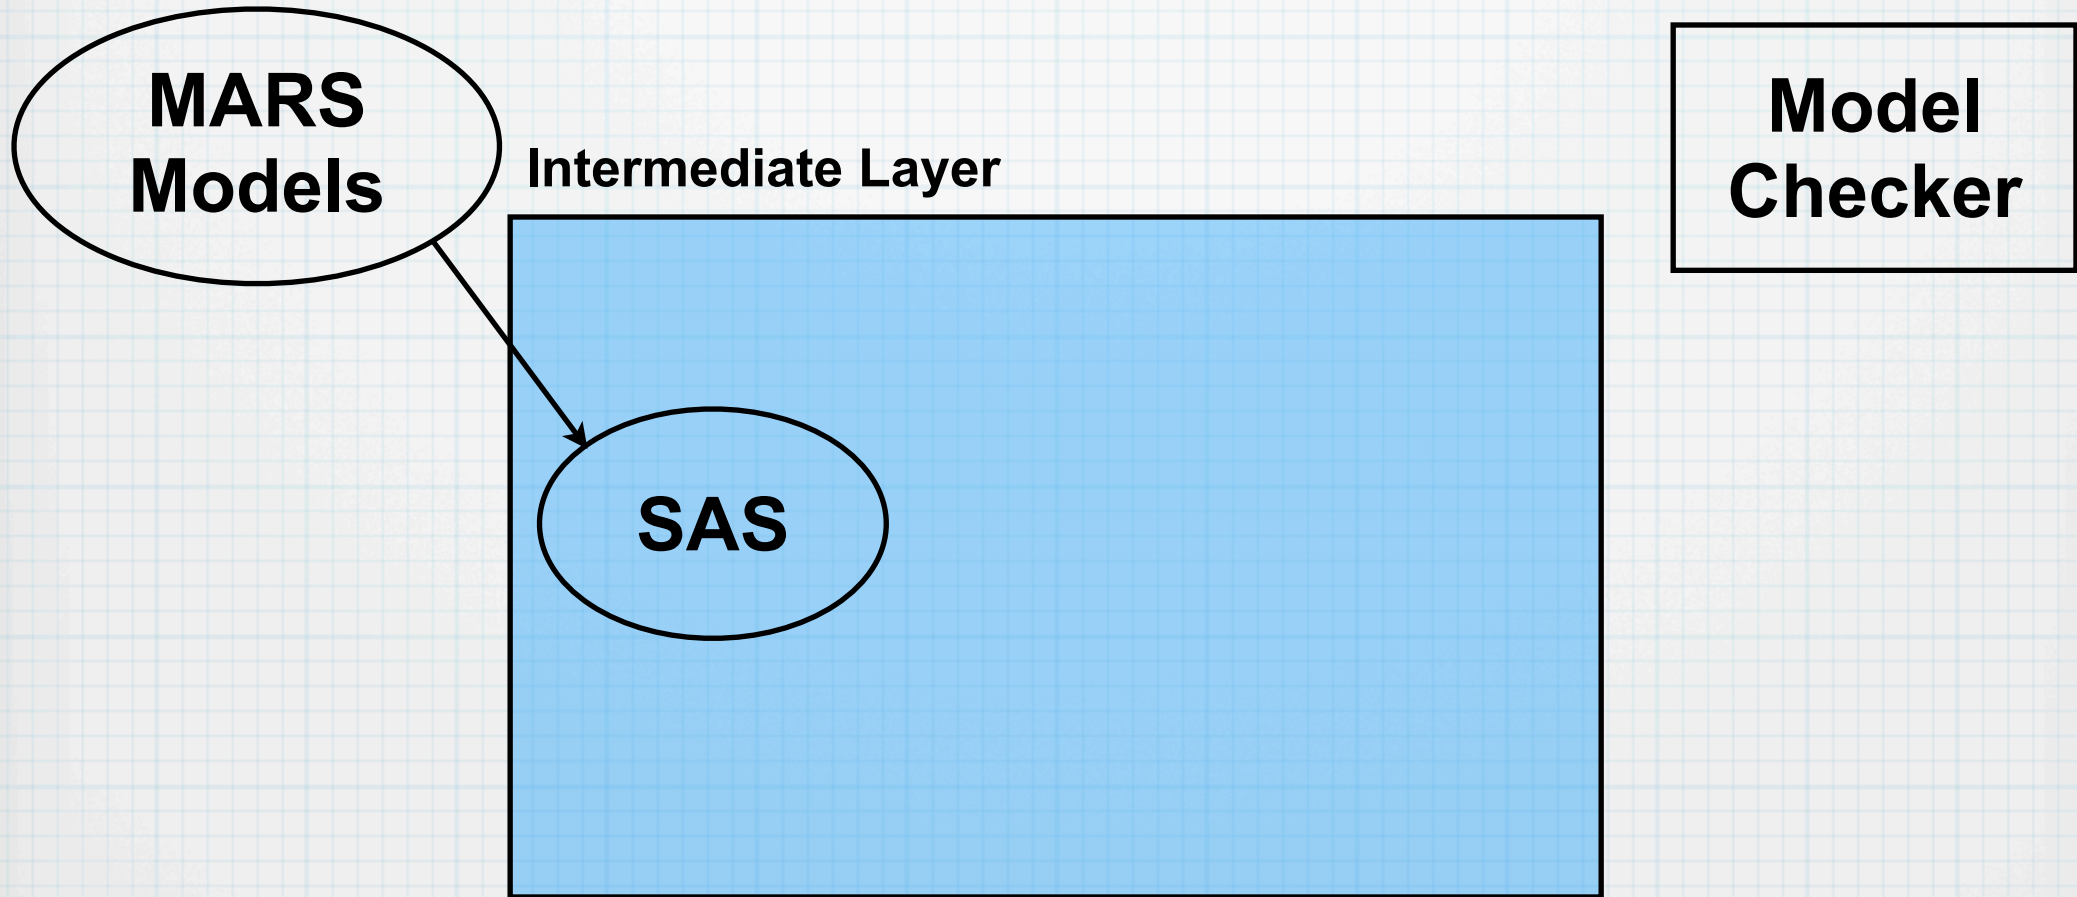 MARS
Models
Intermediate Layer
Model
Checker
SAS